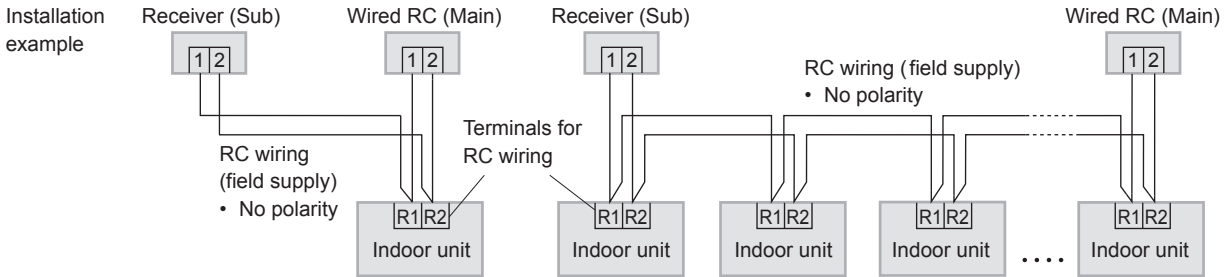 Installation
example
Receiver (Sub)
Wired RC (Main)
Receiver (Sub)
Wired RC (Main)
1 2
1 2
1 2
1 2
RC wiring (field supply)
• No polarity
Terminals for
RC wiring
RC wiring
(field supply)
• No polarity
R1 R2
R1 R2
R1 R2
R1 R2
R1 R2
Indoor unit
Indoor unit
Indoor unit
Indoor unit
....
Indoor unit